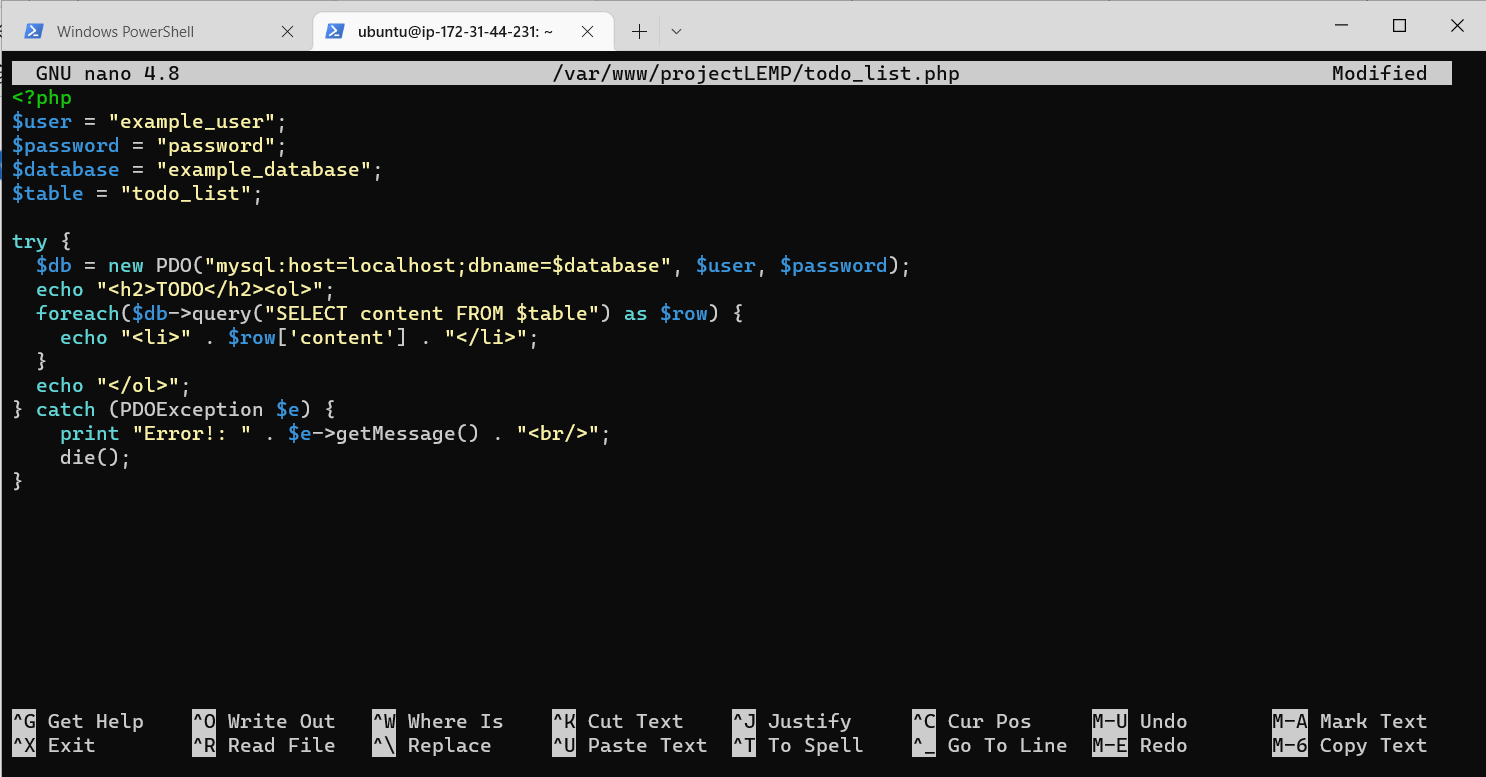 Windows PowerShell
ubuntu@ip-172-31-44-231: ~
GNU nano 4.8 /var/www/projectLEMP/todo_list.php Modified
<?php
$user = "example_user";
$password = "password";
$database = "example_database";
$table = "todo_list";

try {
  $db = new PDO("mysql:host=localhost;dbname=$database", $user, $password);
  echo "<h2>TODO</h2><ol>";
  foreach($db->query("SELECT content FROM $table") as $row) {
    echo "<li>" . $row['content'] . "</li>";
  }
  echo "</ol>";
} catch (PDOException $e) {
    print "Error!: " . $e->getMessage() . "<br/>";
    die();
}
^G Get Help ^O Write Out ^W Where Is ^K Cut Text ^J Justify ^C Cur Pos M-U Undo M-A Mark Text
^X Exit ^R Read File ^\ Replace ^U Paste Text ^T To Spell ^_ Go To Line M-E Redo M-6 Copy Text